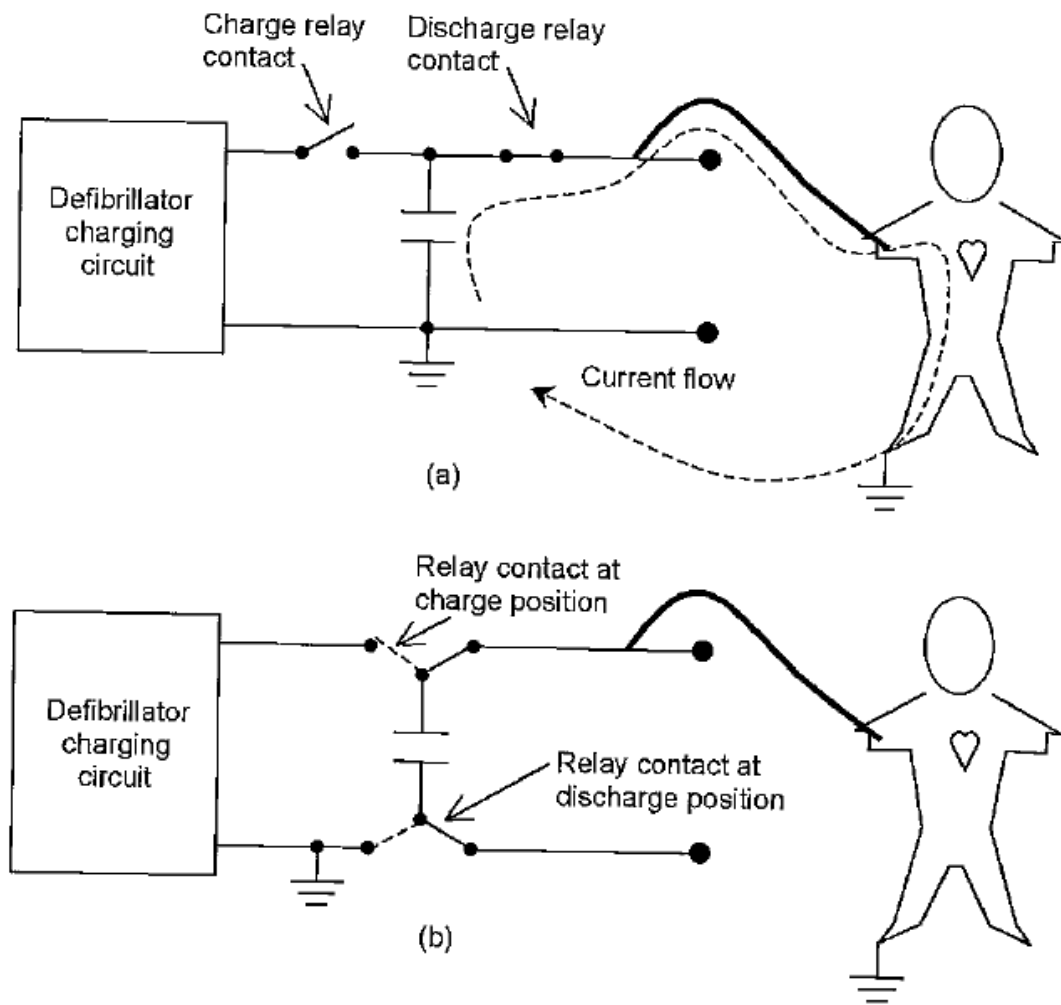 Charge relay
contact
Discharge relay
contact
Defibrillator
charging
circuit
Current flow
(a)
Relay contact at
charge position
Defibrillator
charging
circuit
Relay contact at
discharge position
(b)